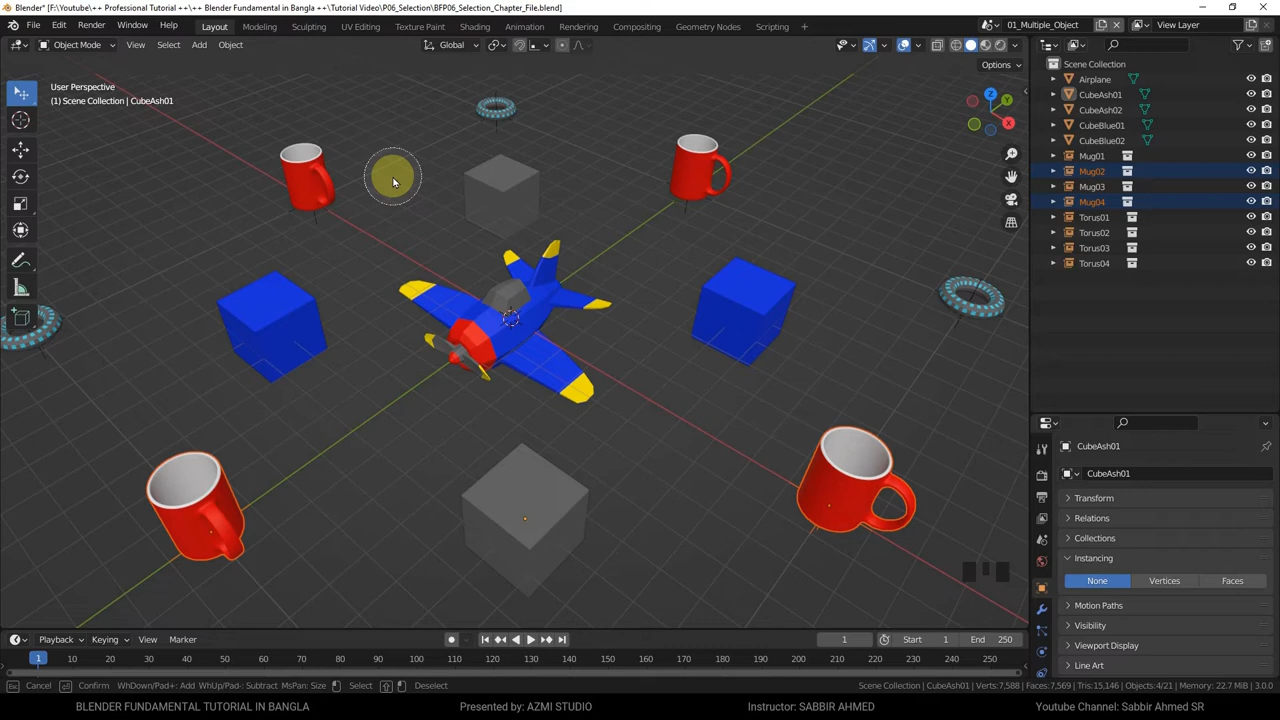 Blender* [F:\Youtube\++ Professional Tutorial\++ Blender Fundamental in Bangla ++\Tutorial Video\P06_Selection\BFP06_Selection_Chapter_File.blend]
File Edit Render Window Help Layout Modeling Sculpting UV Editing Texture Paint Shading Animation Rendering Compositing Geometry Nodes Scripting + 01_Multiple_Object View Layer
Object Mode View Select Add Object Global
Options
User Perspective
(1) Scene Collection | CubeAsh01
Z
Y
X
Scene Collection
Airplane
CubeAsh01
CubeAsh02
CubeBlue01
CubeBlue02
Mug01
Mug02
Mug03
Mug04
Torus01
Torus02
Torus03
Torus04
CubeAsh01
CubeAsh01
Transform
Relations
Collections
Instancing
None Vertices Faces
Motion Paths
Visibility
Viewport Display
Line Art
Playback Keying View Marker 1 Start 1 End 250
1 10 20 30 40 50 60 70 80 90 100 110 120 130 140 150 160 170 180 190 200 210 220 230 240 250
Esc Cancel Confirm WhDown/Pad+: Add WhUp/Pad-: Subtract MsPan: Size Select Deselect Scene Collection | CubeAsh01 | Verts:7,588 | Faces:7,569 | Tris:15,146 | Objects:4/21 | Memory: 22.7 MiB | 3.0.0
BLENDER FUNDAMENTAL TUTORIAL IN BANGLA Presented by: AZMI STUDIO Instructor: SABBIR AHMED Youtube Channel: Sabbir Ahmed SR